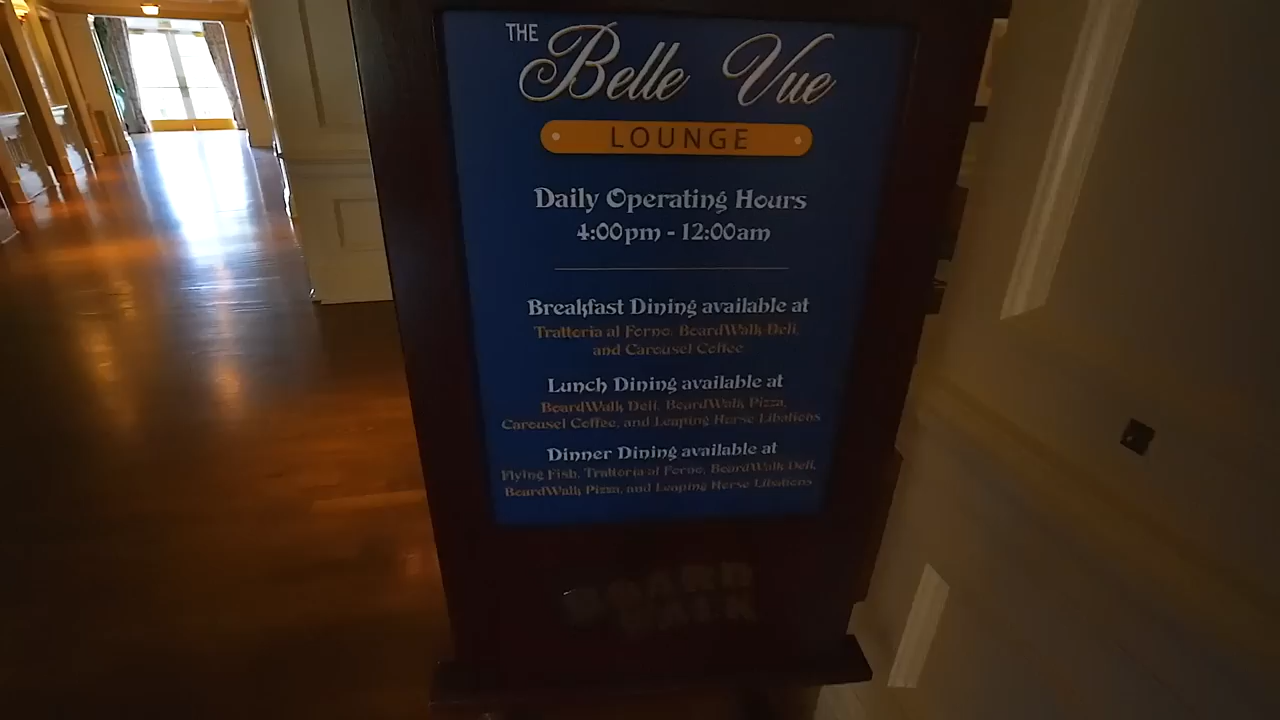 THE
Belle Vue
LOUNGE
Daily Operating Hours
4:00pm - 12:00am
Breakfast Dining available at
Trattoria al Forno, BoardWalk Deli,
and Carousel Coffee
Lunch Dining available at
BoardWalk Deli, BoardWalk Pizza,
Carousel Coffee, and Leaping Horse Libations
Dinner Dining available at
Flying Fish, Trattoria al Forno, BoardWalk Deli,
BoardWalk Pizza, and Leaping Horse Libations
BOARD
WALK